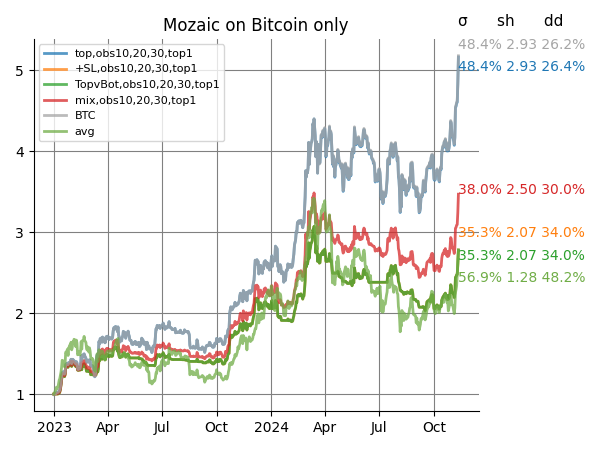 Mozaic on Bitcoin only
σ sh dd
top,obs10,20,30,top1
+SL,obs10,20,30,top1
TopvBot,obs10,20,30,top1
mix,obs10,20,30,top1
BTC
avg
48.4% 2.93 26.2%
48.4% 2.93 26.4%
38.0% 2.50 30.0%
35.3% 2.07 34.0%
35.3% 2.07 34.0%
56.9% 1.28 48.2%
5
4
3
2
1
2023 Apr Jul Oct 2024 Apr Jul Oct